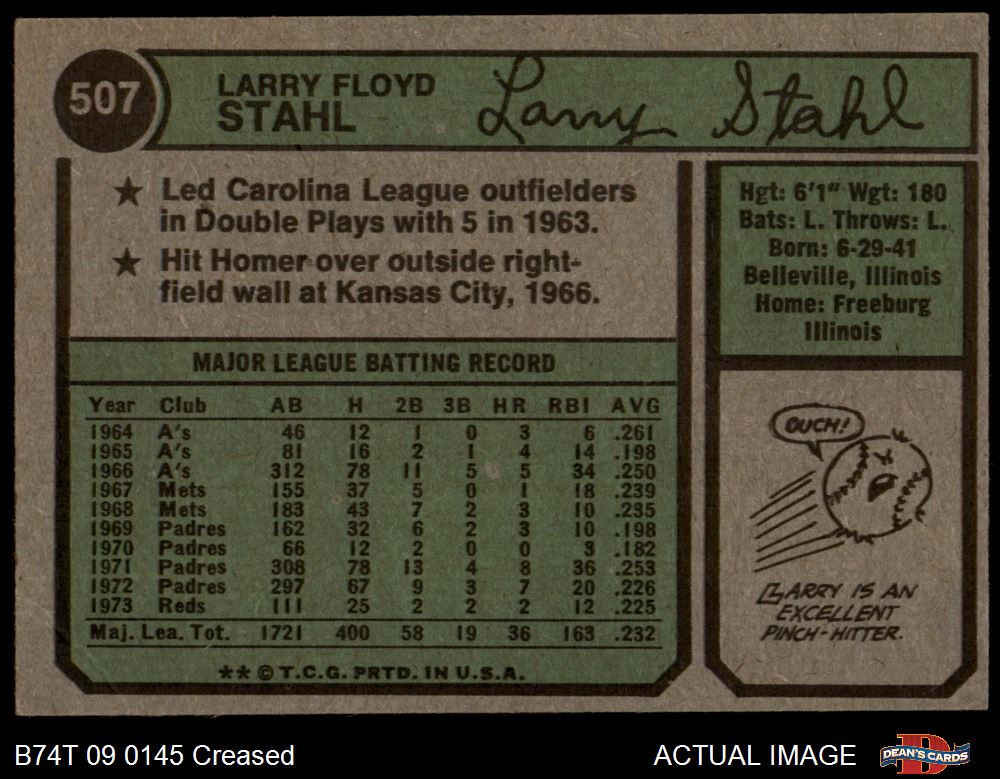 507
LARRY FLOYD
STAHL
Larry Stahl
★ Led Carolina League outfielders
in Double Plays with 5 in 1963.
★ Hit Homer over outside right-
field wall at Kansas City, 1966.
Hgt: 6'1" Wgt: 180
Bats: L. Throws: L.
Born: 6-29-41
Belleville, Illinois
Home: Freeburg
Illinois
MAJOR LEAGUE BATTING RECORD
Year Club AB H 2B 3B HR RBI AVG
1964 A's 46 12 1 0 3 6 .261
1965 A's 81 16 2 1 4 14 .198
1966 A's 312 78 11 5 5 34 .250
1967 Mets 155 37 5 0 1 18 .239
1968 Mets 183 43 7 2 3 10 .235
1969 Padres 162 32 6 2 3 10 .198
1970 Padres 66 12 2 0 0 3 .182
1971 Padres 308 78 13 4 8 36 .253
1972 Padres 297 67 9 3 7 20 .226
1973 Reds 111 25 2 2 2 12 .225
Maj. Lea. Tot. 1721 400 58 19 36 163 .232
** © T.C.G. PRTD. IN U.S.A.
OUCH!
LARRY IS AN
EXCELLENT
PINCH-HITTER.
B74T 09 0145 Creased
ACTUAL IMAGE
DEAN'S CARDS